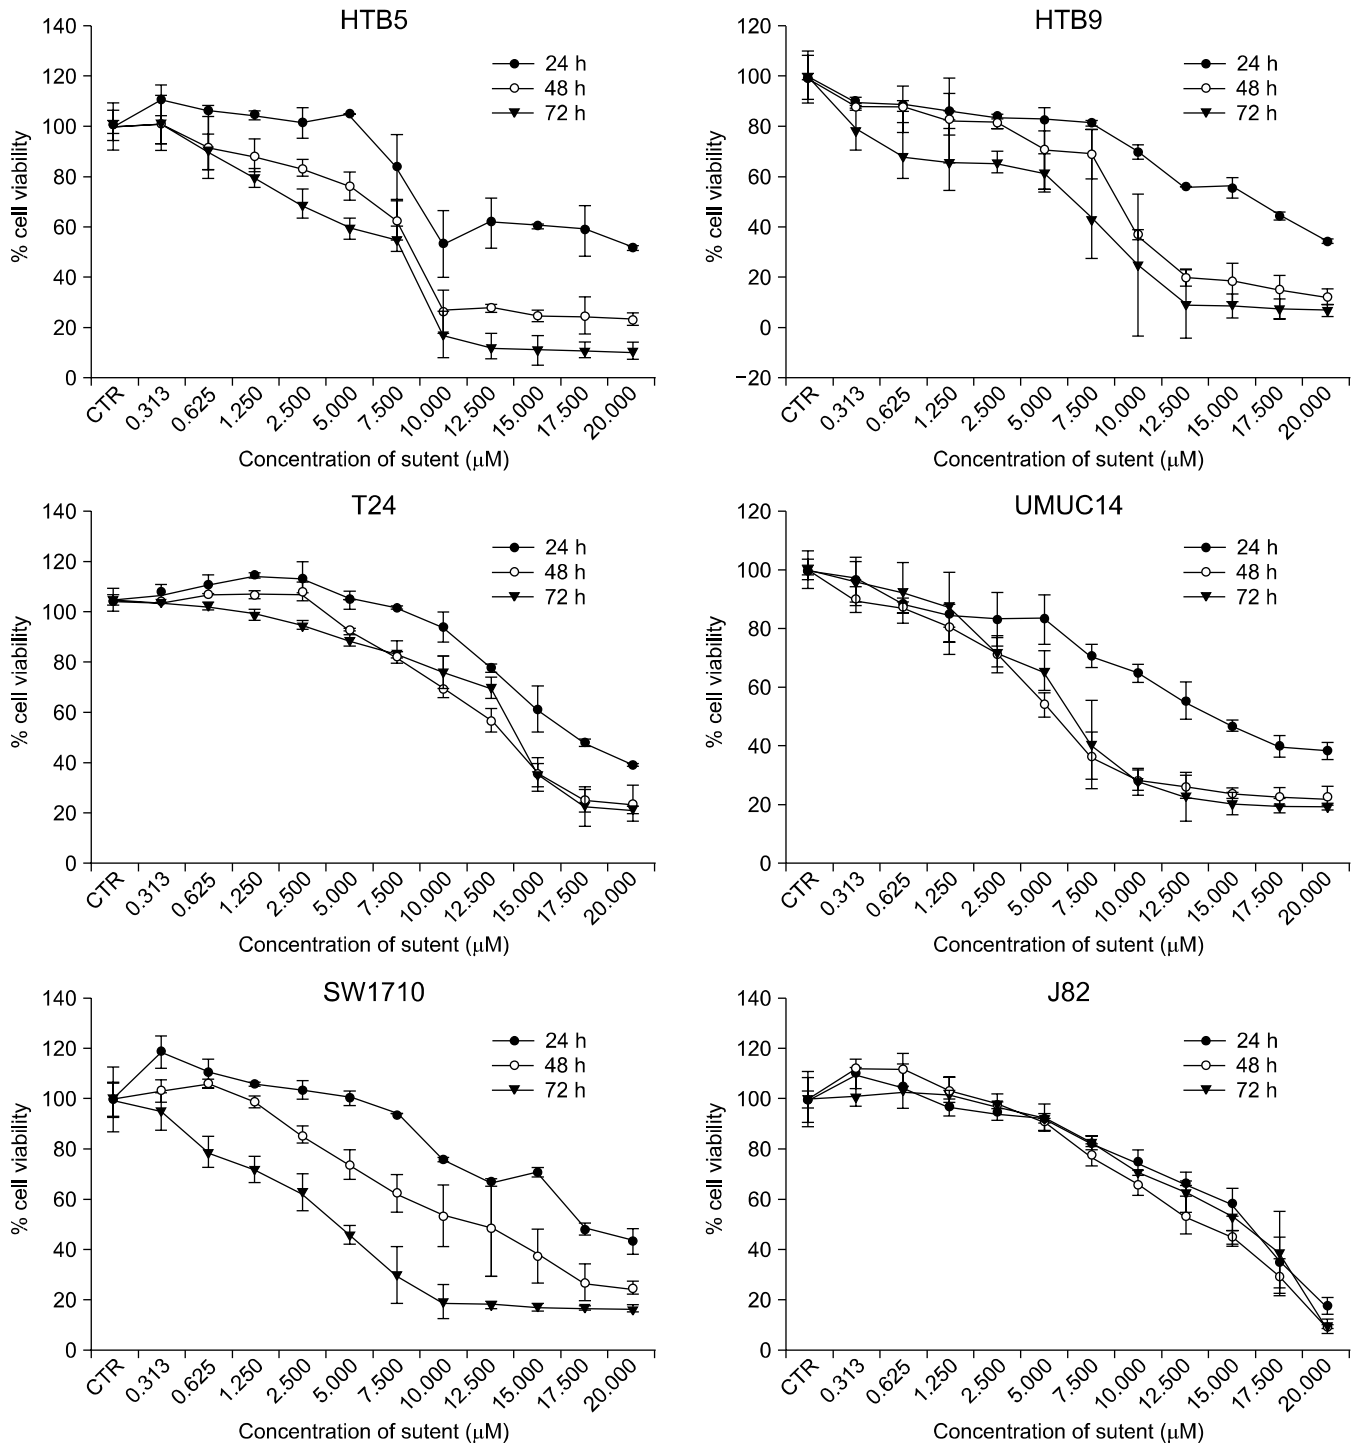 HTB5
140
120
100
80
60
40
20
0
% cell viability
24 h
48 h
72 h
CTR
0.313
0.625
1.250
2.500
5.000
7.500
10.000
12.500
15.000
17.500
20.000
Concentration of sutent (μM)
HTB9
120
100
80
60
40
20
0
−20
% cell viability
24 h
48 h
72 h
CTR
0.313
0.625
1.250
2.500
5.000
7.500
10.000
12.500
15.000
17.500
20.000
Concentration of sutent (μM)
T24
140
120
100
80
60
40
20
0
% cell viability
24 h
48 h
72 h
CTR
0.313
0.625
1.250
2.500
5.000
7.500
10.000
12.500
15.000
17.500
20.000
Concentration of sutent (μM)
UMUC14
120
100
80
60
40
20
0
% cell viability
24 h
48 h
72 h
CTR
0.313
0.625
1.250
2.500
5.000
7.500
10.000
12.500
15.000
17.500
20.000
Concentration of sutent (μM)
SW1710
140
120
100
80
60
40
20
0
% cell viability
24 h
48 h
72 h
CTR
0.313
0.625
1.250
2.500
5.000
7.500
10.000
12.500
15.000
17.500
20.000
Concentration of sutent (μM)
J82
140
120
100
80
60
40
20
0
% cell viability
24 h
48 h
72 h
CTR
0.313
0.625
1.250
2.500
5.000
7.500
10.000
12.500
15.000
17.500
20.000
Concentration of sutent (μM)